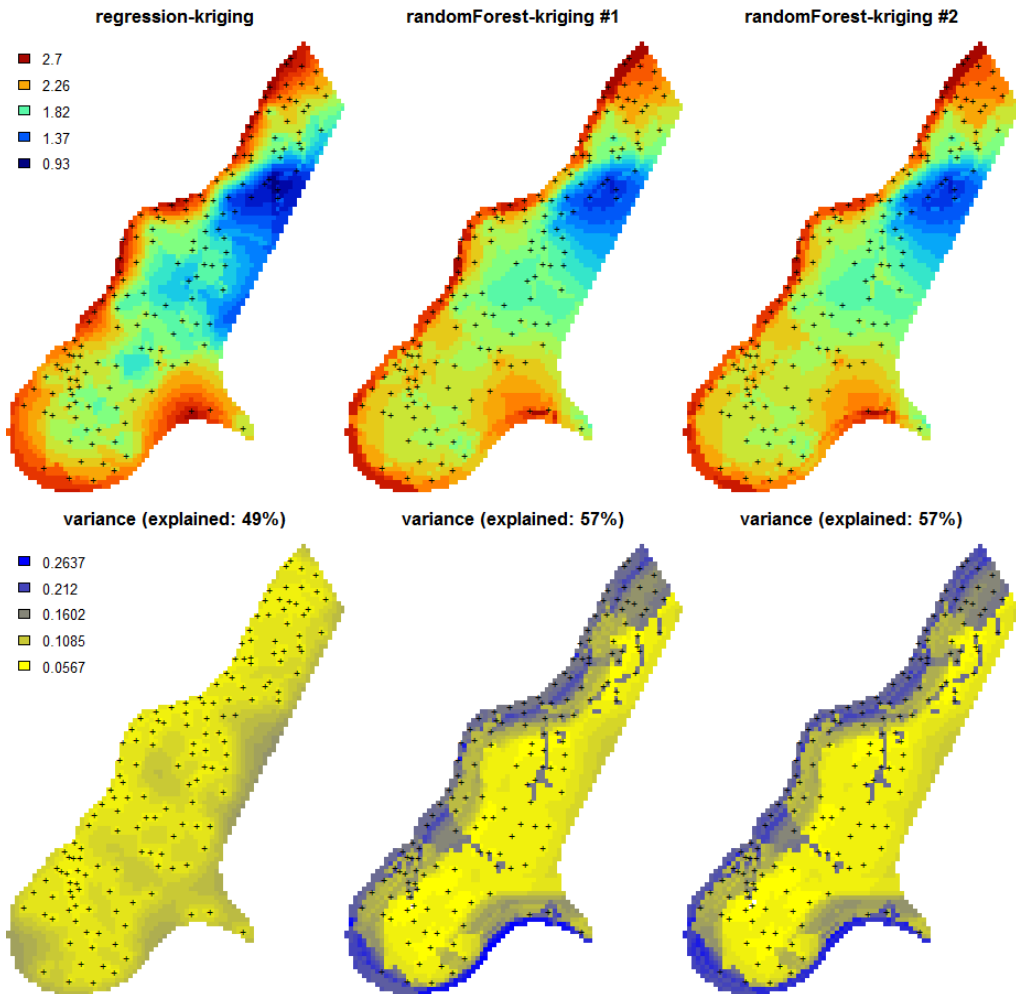 regression-kriging
randomForest-kriging #1
randomForest-kriging #2
2.7
2.26
1.82
1.37
0.93
variance (explained: 49%)
variance (explained: 57%)
variance (explained: 57%)
0.2637
0.212
0.1602
0.1085
0.0567